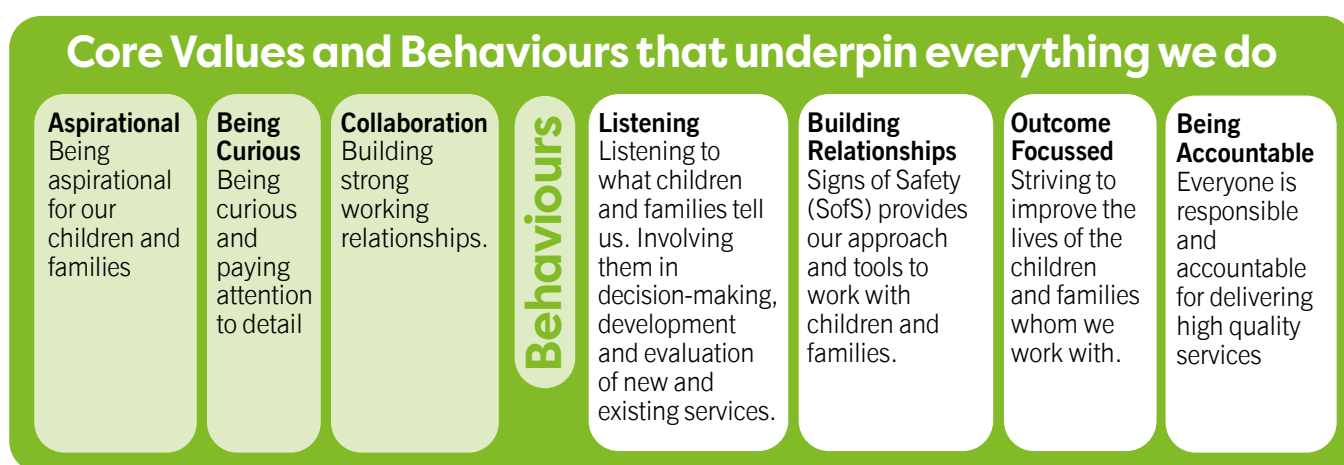 Core Values and Behaviours that underpin everything we do
Aspirational
Being
aspirational
for our
children and
families
Being
Curious
Being
curious
and
paying
attention
to detail
Collaboration
Building
strong
working
relationships.
Behaviours
Listening
Listening to
what children
and families tell
us. Involving
them in
decision-making,
development
and evaluation
of new and
existing services.
Building
Relationships
Signs of Safety
(SofS) provides
our approach
and tools to
work with
children and
families.
Outcome
Focussed
Striving to
improve the
lives of the
children
and families
whom we
work with.
Being
Accountable
Everyone is
responsible
and
accountable
for delivering
high quality
services